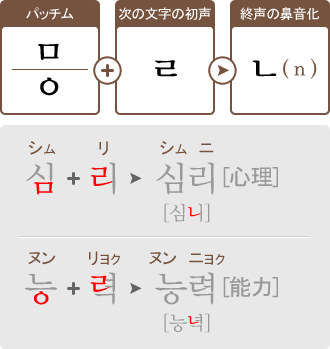 パッチム 次の文字の初声 終声の鼻音化
ㅁ
ㅇ + ㄹ ㄴ(n)
シム リ シム ニ
심 + 리 심리[心理]
[심니]
ヌン リョク ヌン ニョク
능 + 력 능력[能力]
[능녁]